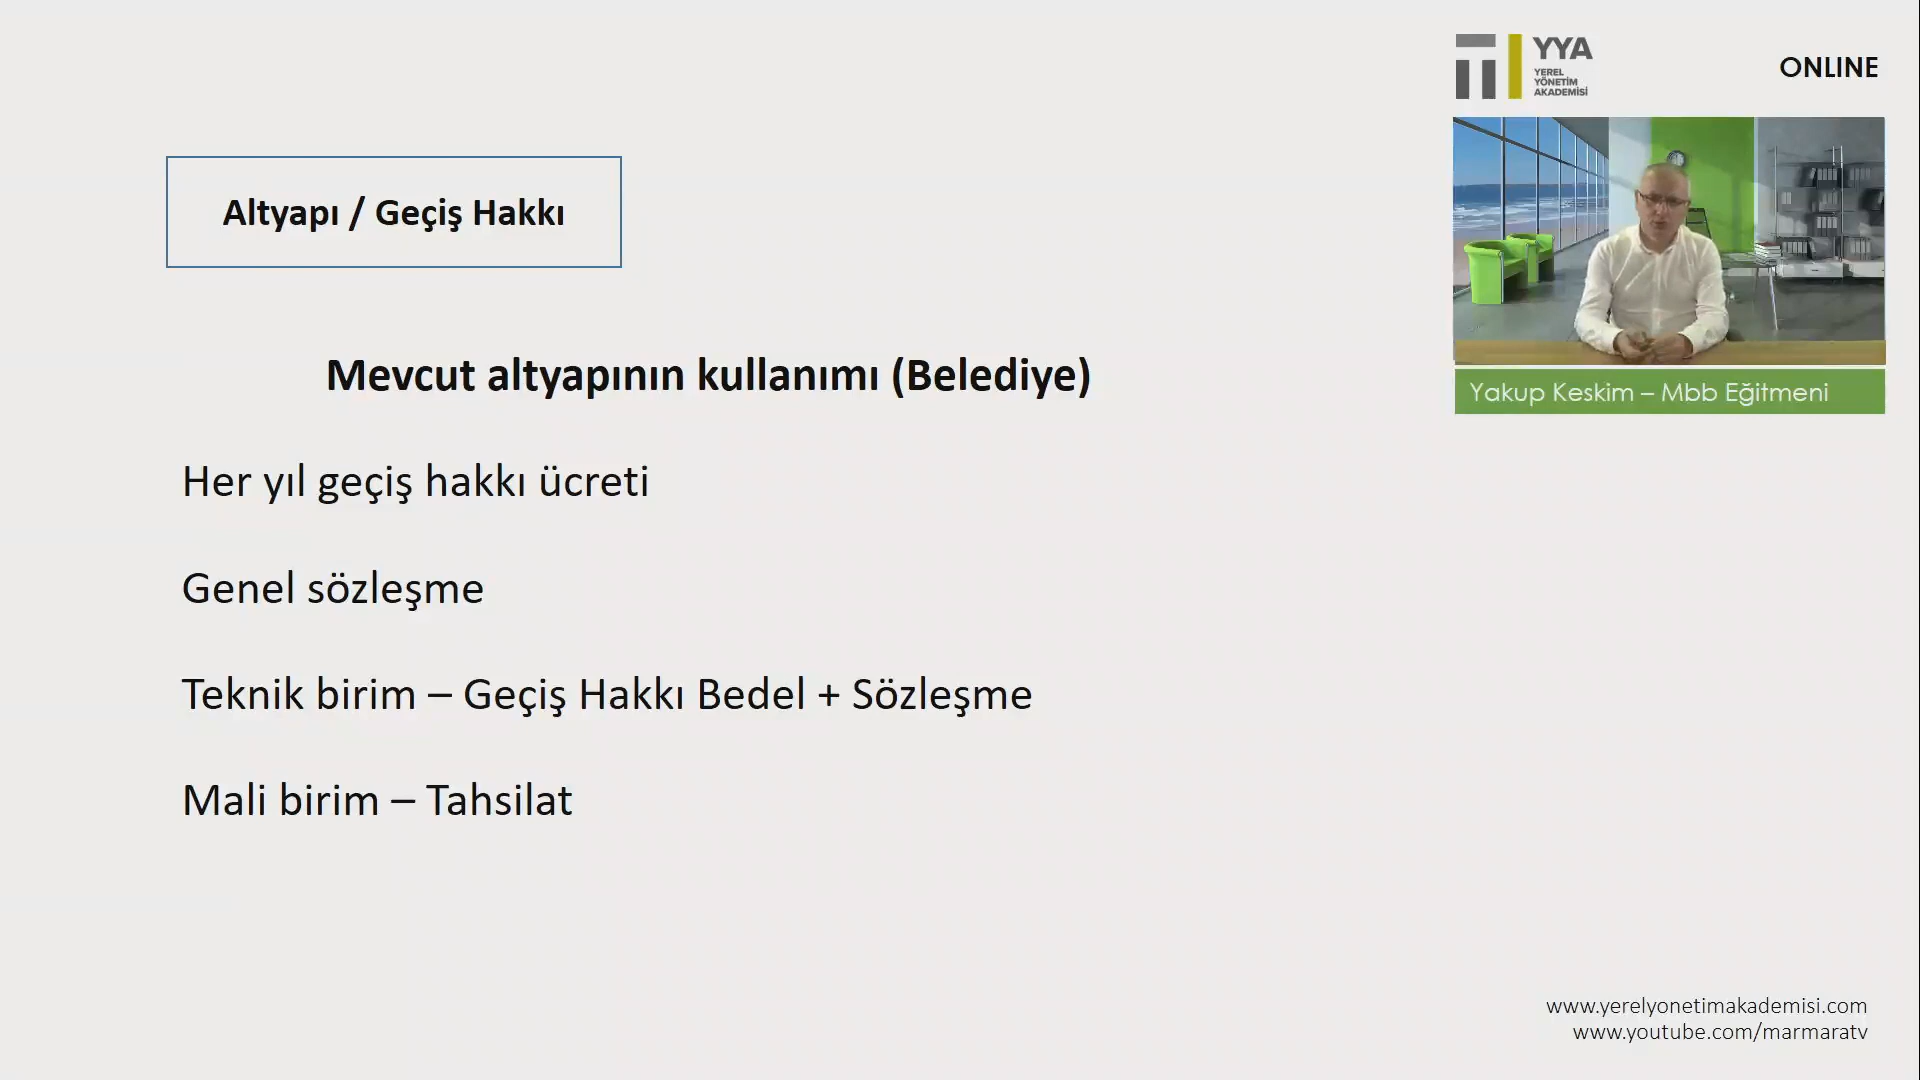 YYA
YEREL
YÖNETİM
AKADEMİSİ
ONLINE
Altyapı / Geçiş Hakkı
Yakup Keskim – Mbb Eğitmeni
Mevcut altyapının kullanımı (Belediye)
Her yıl geçiş hakkı ücreti
Genel sözleşme
Teknik birim – Geçiş Hakkı Bedel + Sözleşme
Mali birim – Tahsilat
www.yerelyonetimakademisi.com
www.youtube.com/marmaratv